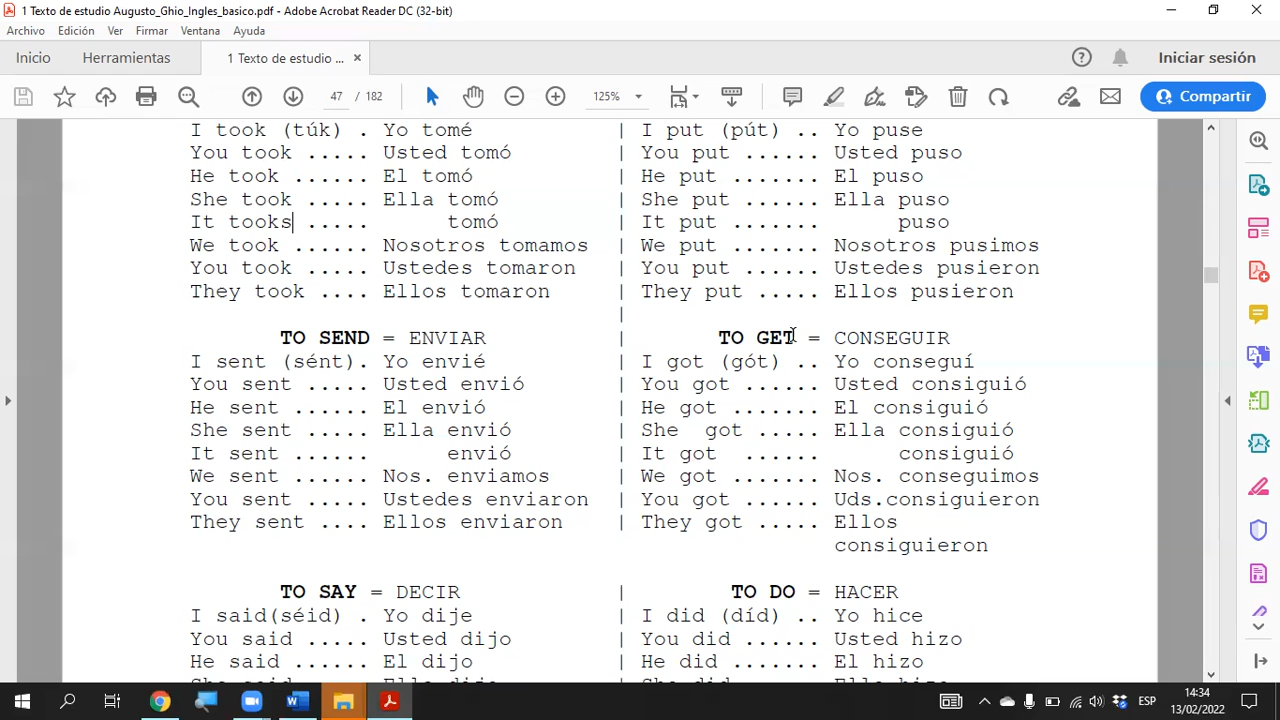 1 Texto de estudio Augusto_Ghio_Ingles_basico.pdf - Adobe Acrobat Reader DC (32-bit)
Archivo Edición Ver Firmar Ventana Ayuda
Inicio Herramientas 1 Texto de estudio ... × Iniciar sesión
47 / 182 125% Compartir
I took (túk) . Yo tomé | I put (pút) .. Yo puse
You took ..... Usted tomó | You put ...... Usted puso
He took ...... El tomó | He put ....... El puso
She took ..... Ella tomó | She put ...... Ella puso
It tooks ..... tomó | It put ...... puso
We took ...... Nosotros tomamos | We put ....... Nosotros pusimos
You took ..... Ustedes tomaron | You put ...... Ustedes pusieron
They took .... Ellos tomaron | They put ..... Ellos pusieron
|
TO SEND = ENVIAR | TO GET = CONSEGUIR
I sent (sént). Yo envié | I got (gót) .. Yo conseguí
You sent ..... Usted envió | You got ...... Usted consiguió
He sent ...... El envió | He got ....... El consiguió
She sent ..... Ella envió | She got ..... Ella consiguió
It sent ...... envió | It got ...... consiguió
We sent ...... Nos. enviamos | We got ....... Nos. conseguimos
You sent ..... Ustedes enviaron | You got ...... Uds.consiguieron
They sent .... Ellos enviaron | They got ..... Ellos
consiguieron
TO SAY = DECIR | TO DO = HACER
I said(séid) . Yo dije | I did (díd) .. Yo hice
You said ..... Usted dijo | You did ...... Usted hizo
He said ...... El dijo | He did ....... El hizo
She said ..... Ella dijo | She did ...... Ella hizo
ESP
14:34
13/02/2022